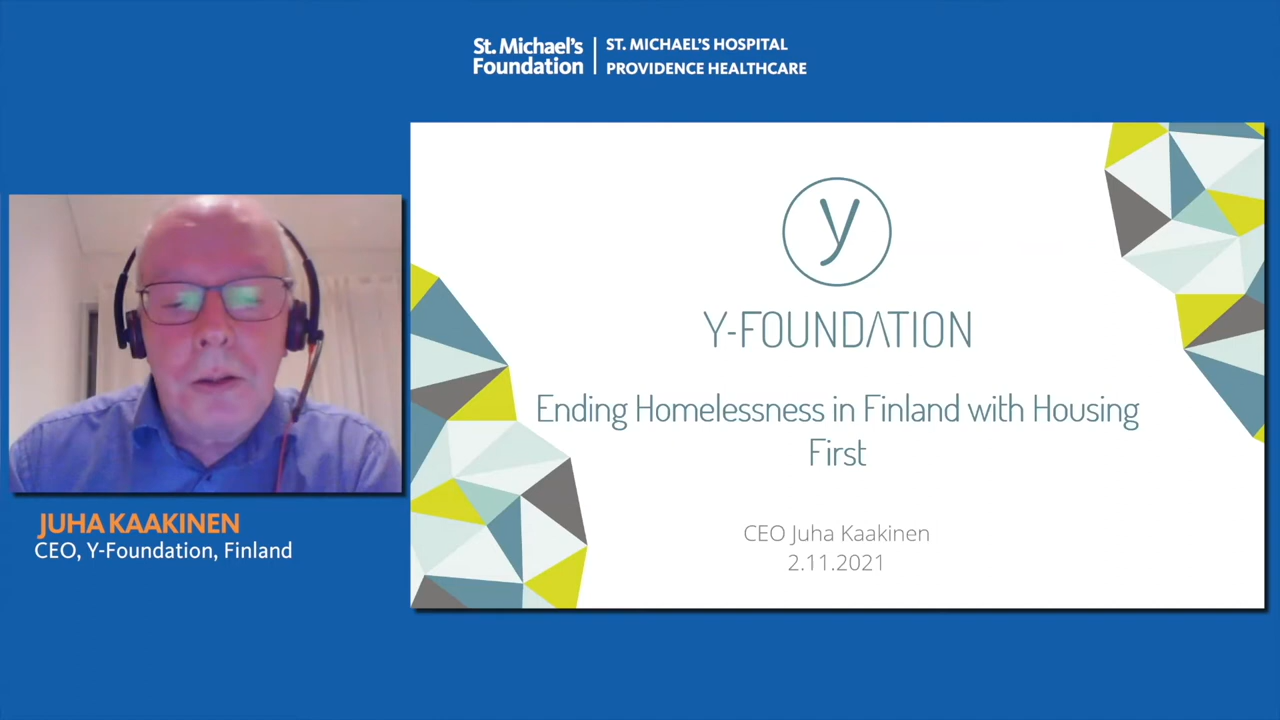 St. Michael's
Foundation
ST. MICHAEL'S HOSPITAL
PROVIDENCE HEALTHCARE
y
Y-FOUNDATION
Ending Homelessness in Finland with Housing
First
CEO Juha Kaakinen
2.11.2021
JUHA KAAKINEN
CEO, Y-Foundation, Finland